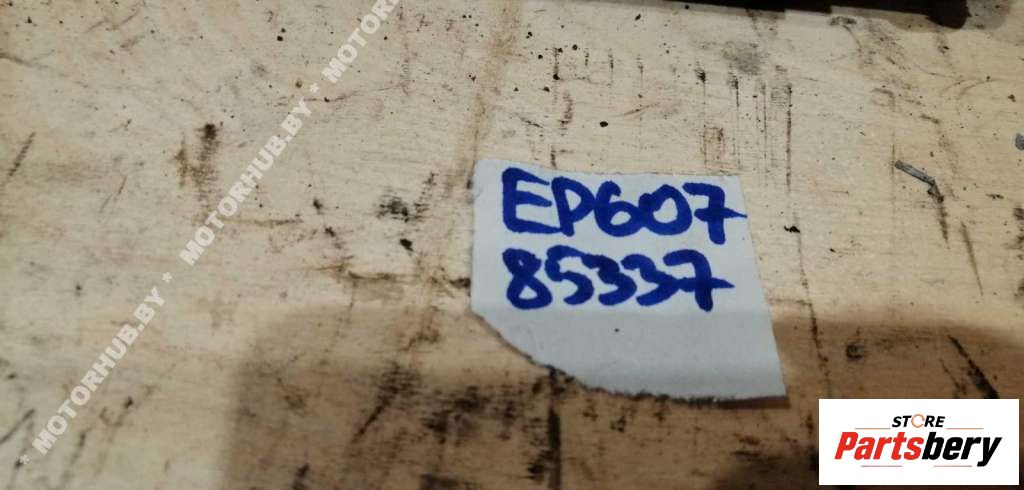 * MOTORHUB.BY * MOTORHUB.BY * MOTOR
EP607
85337
STORE
Partsbery